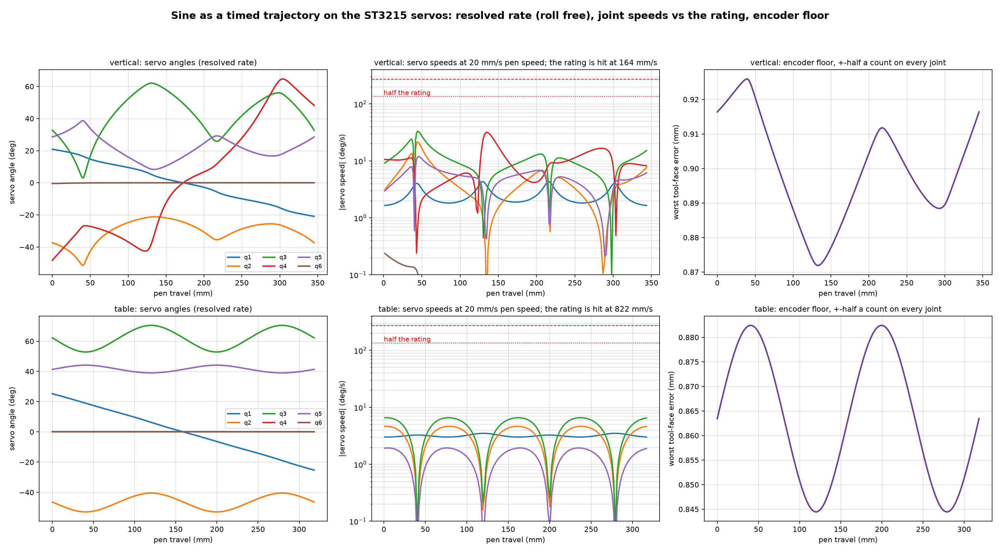 Sine as a timed trajectory on the ST3215 servos: resolved rate (roll free), joint speeds vs the rating, encoder floor
vertical: servo angles (resolved rate)
servo angle (deg)
60
40
20
0
−20
−40
0 50 100 150 200 250 300 350
pen travel (mm)
q1 q3 q5
q2 q4 q6
vertical: servo speeds at 20 mm/s pen speed; the rating is hit at 164 mm/s
|servo speed| (deg/s)
half the rating
10²
10¹
10⁰
10⁻¹
0 50 100 150 200 250 300 350
pen travel (mm)
vertical: encoder floor, +-half a count on every joint
worst tool-face error (mm)
0.92
0.91
0.90
0.89
0.88
0.87
0 50 100 150 200 250 300 350
pen travel (mm)
table: servo angles (resolved rate)
servo angle (deg)
60
40
20
0
−20
−40
0 50 100 150 200 250 300
pen travel (mm)
q1 q3 q5
q2 q4 q6
table: servo speeds at 20 mm/s pen speed; the rating is hit at 822 mm/s
|servo speed| (deg/s)
half the rating
10²
10¹
10⁰
10⁻¹
0 50 100 150 200 250 300
pen travel (mm)
table: encoder floor, +-half a count on every joint
worst tool-face error (mm)
0.880
0.875
0.870
0.865
0.860
0.855
0.850
0.845
0 50 100 150 200 250 300
pen travel (mm)